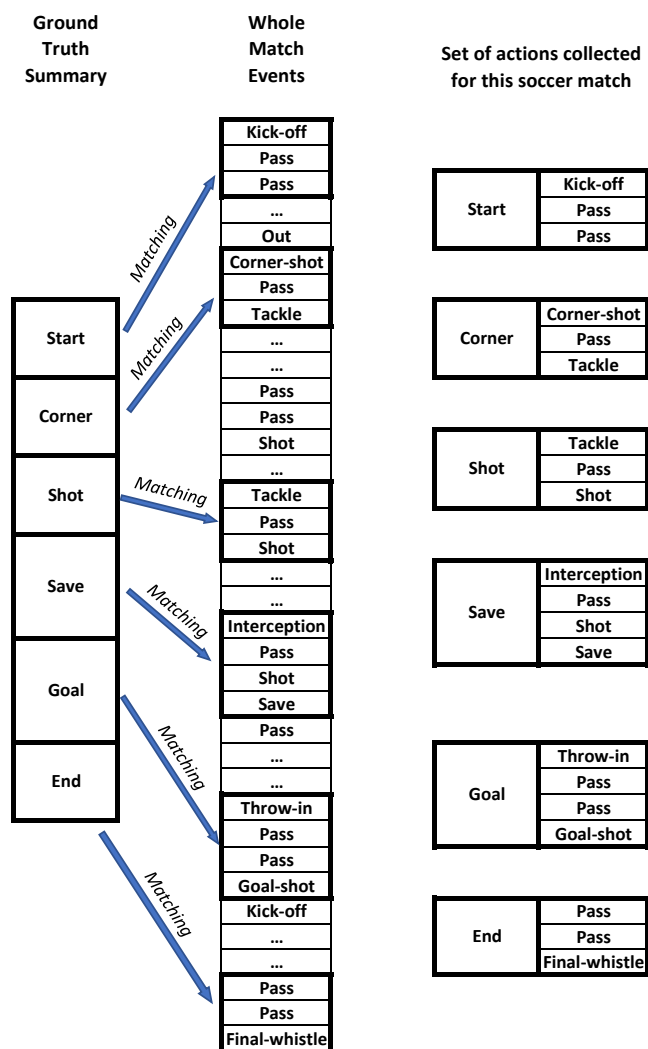 Ground
Truth
Summary
Start
Corner
Shot
Save
Goal
End
Matching
Matching
Matching
Matching
Matching
Matching
Whole
Match
Events
Kick-off
Pass
Pass
...
Out
Corner-shot
Pass
Tackle
...
...
Pass
Pass
Shot
...
Tackle
Pass
Shot
...
...
Interception
Pass
Shot
Save
Pass
...
...
Throw-in
Pass
Pass
Goal-shot
Kick-off
...
...
Pass
Pass
Final-whistle
Set of actions collected
for this soccer match
Start
Kick-off
Pass
Pass
Corner
Corner-shot
Pass
Tackle
Shot
Tackle
Pass
Shot
Save
Interception
Pass
Shot
Save
Goal
Throw-in
Pass
Pass
Goal-shot
End
Pass
Pass
Final-whistle